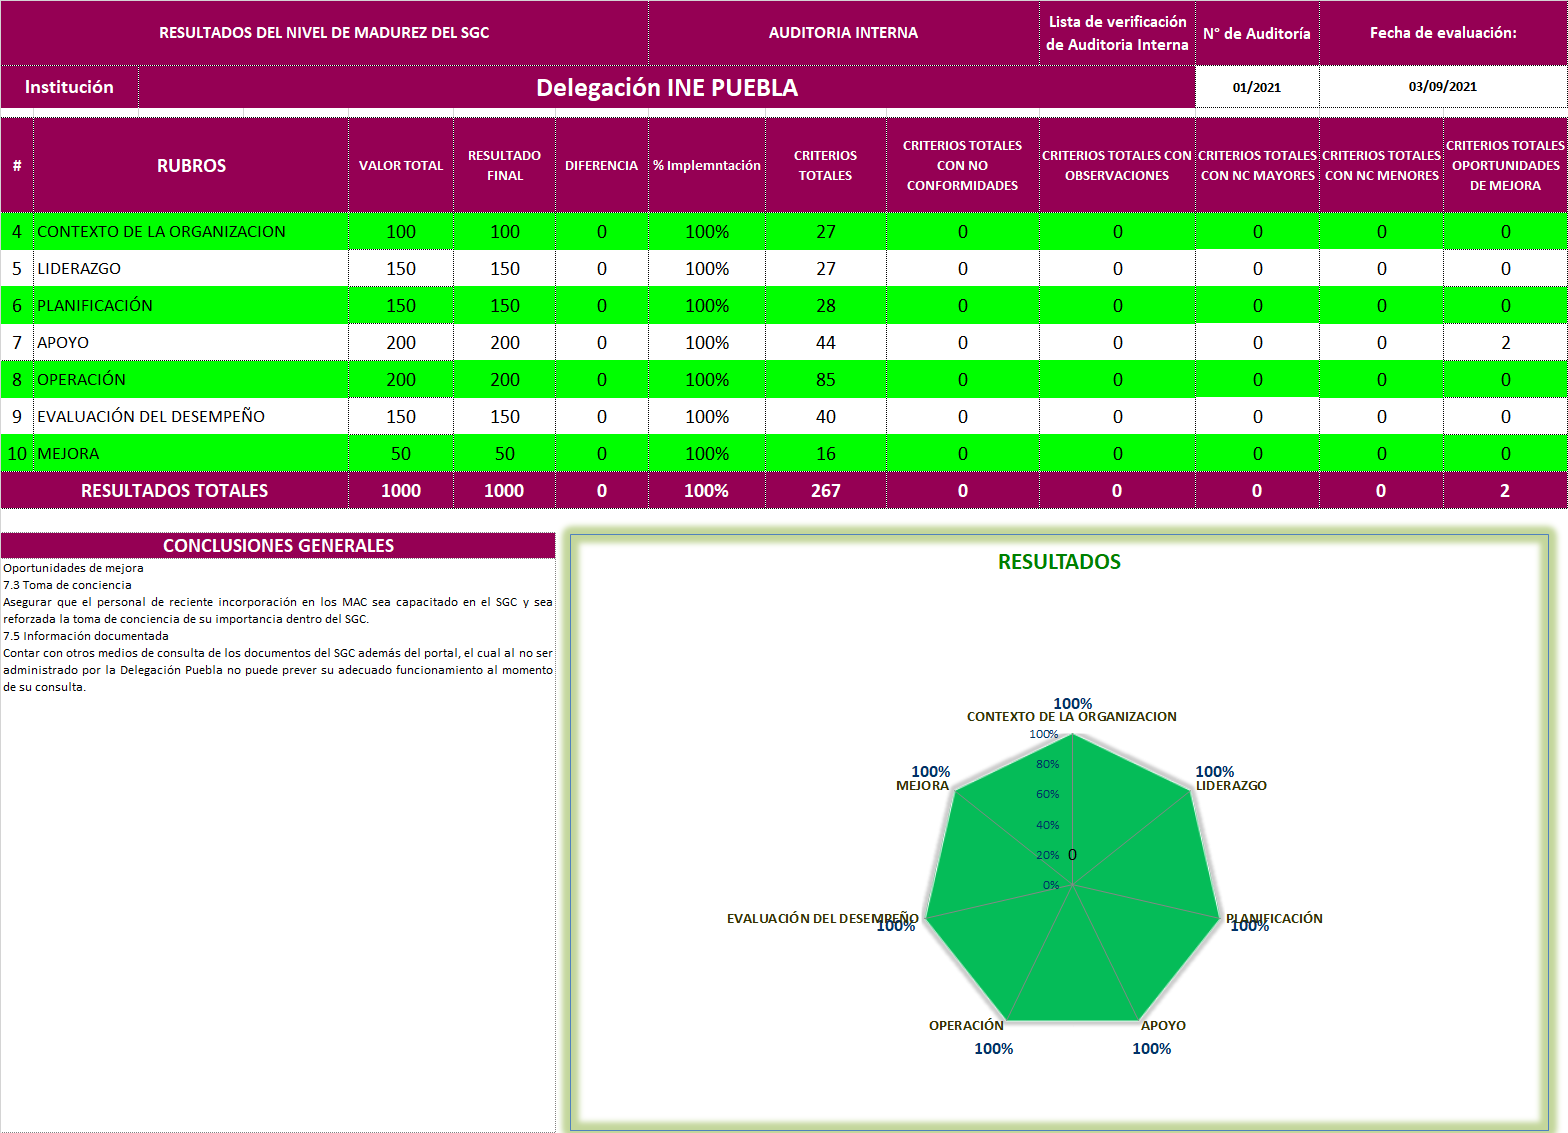 RESULTADOS DEL NIVEL DE MADUREZ DEL SGC
AUDITORIA INTERNA
Lista de verificación
de Auditoria Interna
N° de Auditoría
Fecha de evaluación:
Institución
Delegación INE PUEBLA
01/2021
03/09/2021
#
RUBROS
VALOR TOTAL
RESULTADO
FINAL
DIFERENCIA
% Implemntación
CRITERIOS
TOTALES
CRITERIOS TOTALES
CON NO
CONFORMIDADES
CRITERIOS TOTALES CON
OBSERVACIONES
CRITERIOS TOTALES
CON NC MAYORES
CRITERIOS TOTALES
CON NC MENORES
CRITERIOS TOTALES
OPORTUNIDADES
DE MEJORA
4 CONTEXTO DE LA ORGANIZACION 100 100 0 100% 27 0 0 0 0 0
5 LIDERAZGO 150 150 0 100% 27 0 0 0 0 0
6 PLANIFICACIÓN 150 150 0 100% 28 0 0 0 0 0
7 APOYO 200 200 0 100% 44 0 0 0 0 2
8 OPERACIÓN 200 200 0 100% 85 0 0 0 0 0
9 EVALUACIÓN DEL DESEMPEÑO 150 150 0 100% 40 0 0 0 0 0
10 MEJORA 50 50 0 100% 16 0 0 0 0 0
RESULTADOS TOTALES 1000 1000 0 100% 267 0 0 0 0 2
CONCLUSIONES GENERALES
Oportunidades de mejora
7.3 Toma de conciencia
Asegurar que el personal de reciente incorporación en los MAC sea capacitado en el SGC y sea
reforzada la toma de conciencia de su importancia dentro del SGC.
7.5 Información documentada
Contar con otros medios de consulta de los documentos del SGC además del portal, el cual al no ser
administrado por la Delegación Puebla no puede prever su adecuado funcionamiento al momento
de su consulta.
RESULTADOS
100%
CONTEXTO DE LA ORGANIZACION
100%
80%
60%
40%
20%
0%
0
100%
LIDERAZGO
PLANIFICACIÓN
100%
APOYO
100%
OPERACIÓN
100%
EVALUACIÓN DEL DESEMPEÑO
100%
100%
MEJORA